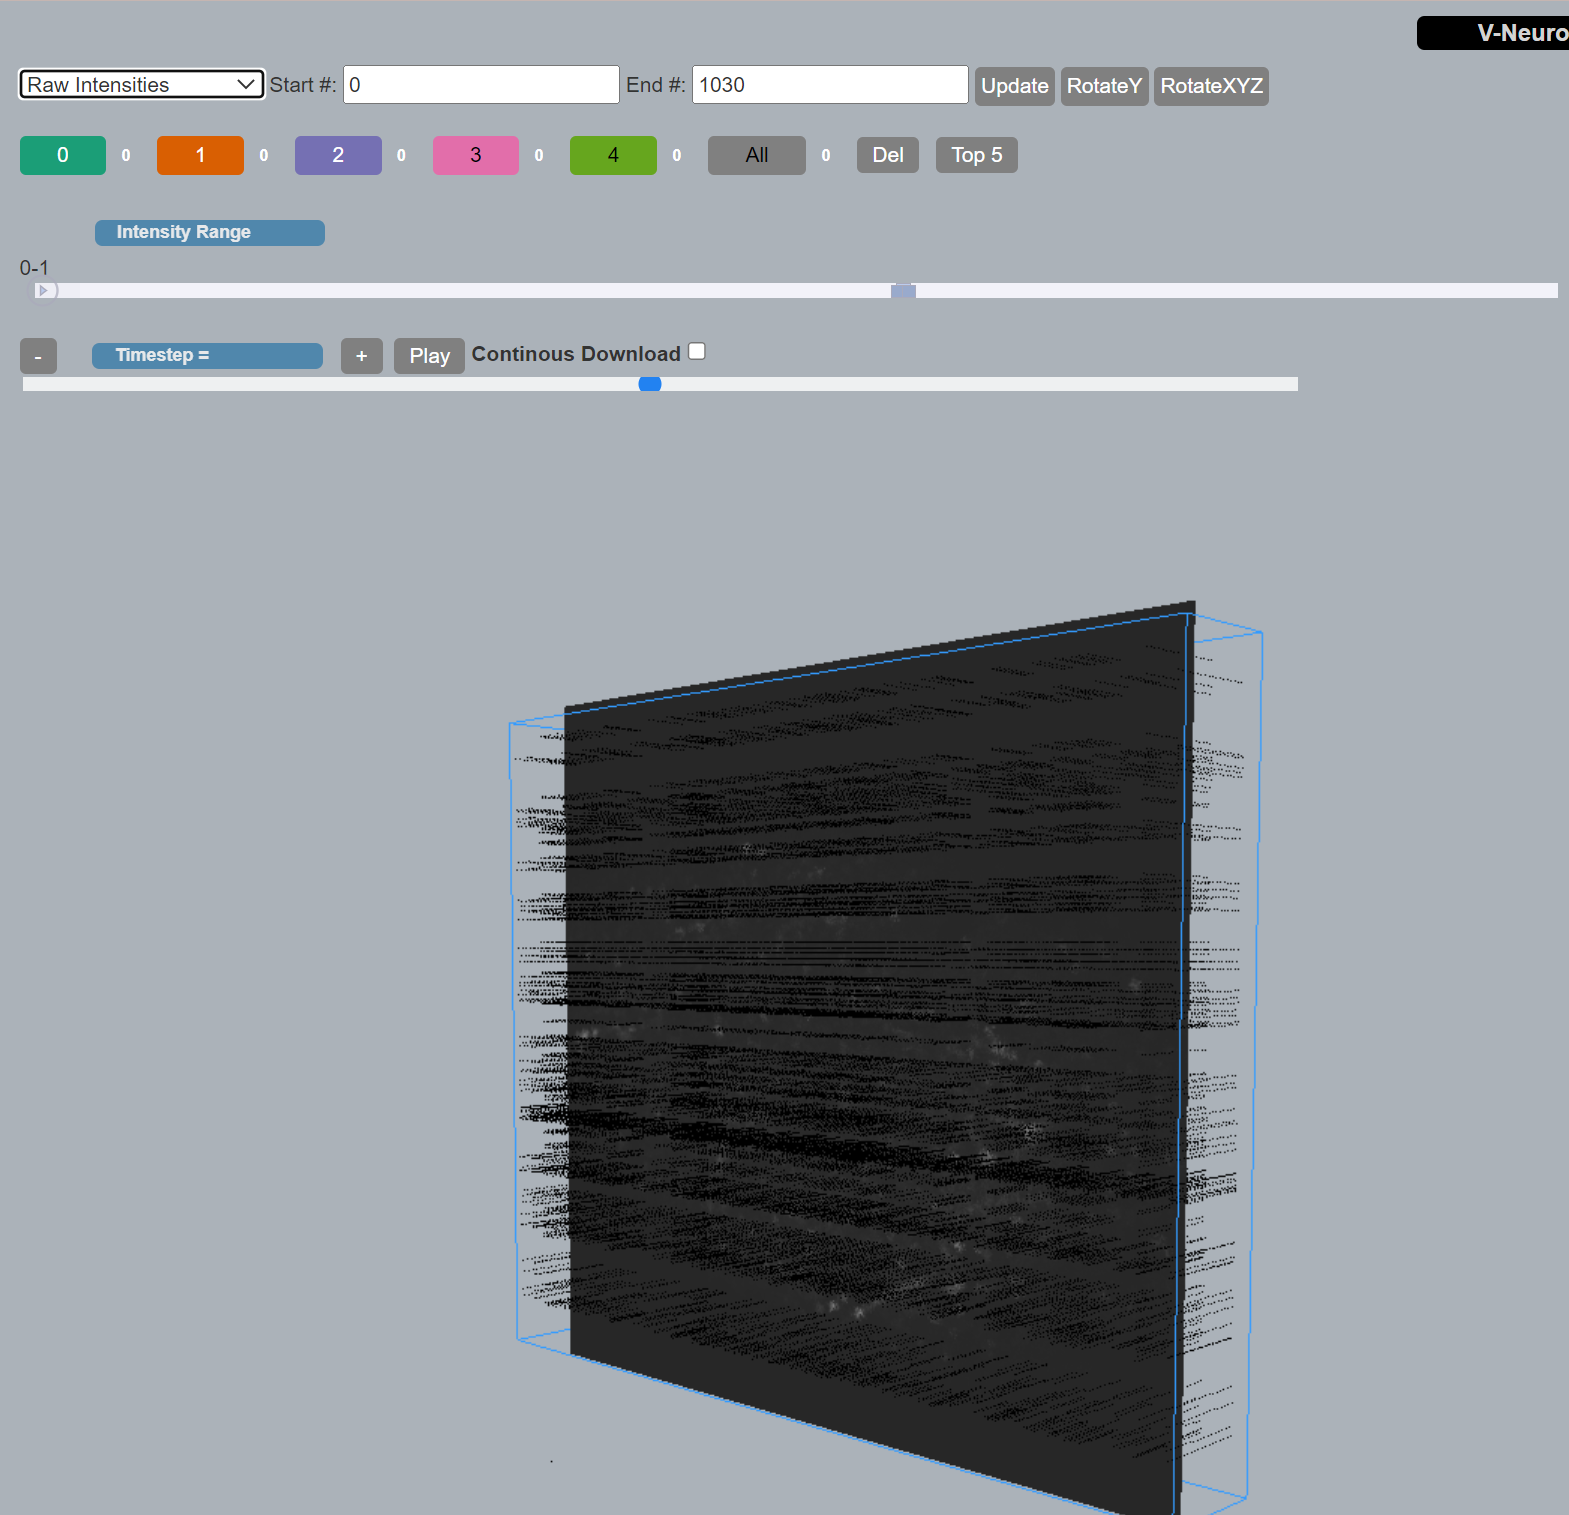 V-Neuro
Raw Intensities Start #: 0 End #: 1030 Update RotateY RotateXYZ
0 0 1 0 2 0 3 0 4 0 All 0 Del Top 5
Intensity Range
0-1
- Timestep = + Play Continous Download